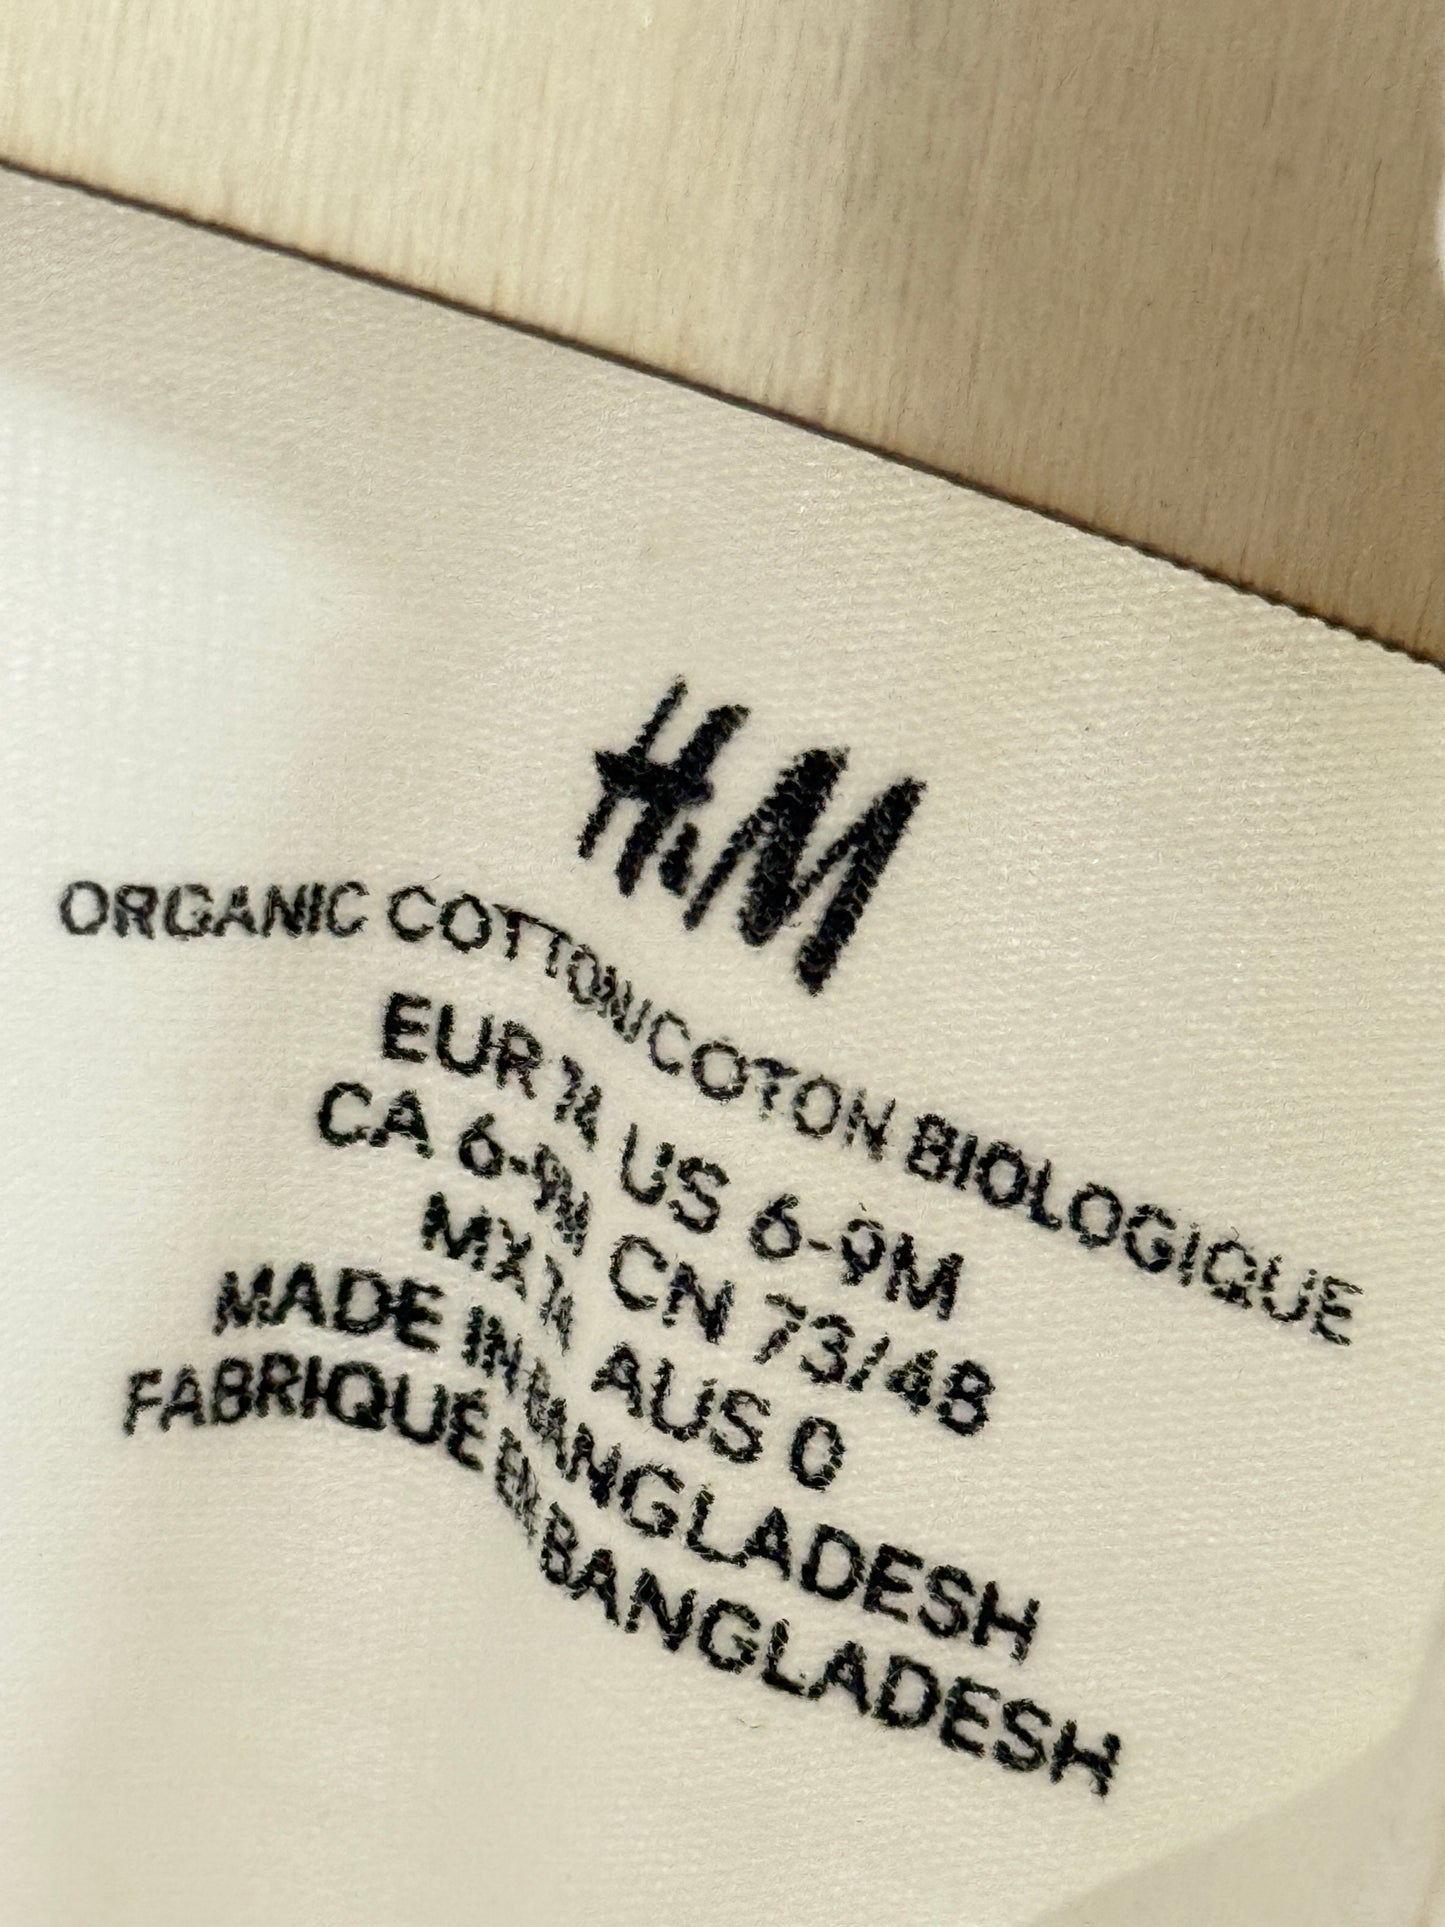 H&M
ORGANIC COTTON/COTON BIOLOGIQUE
EUR 74 US 6-9M
CA 6-9M CN 73/48
MX 74 AUS 0
MADE IN BANGLADESH
FABRIQUE EN BANGLADESH